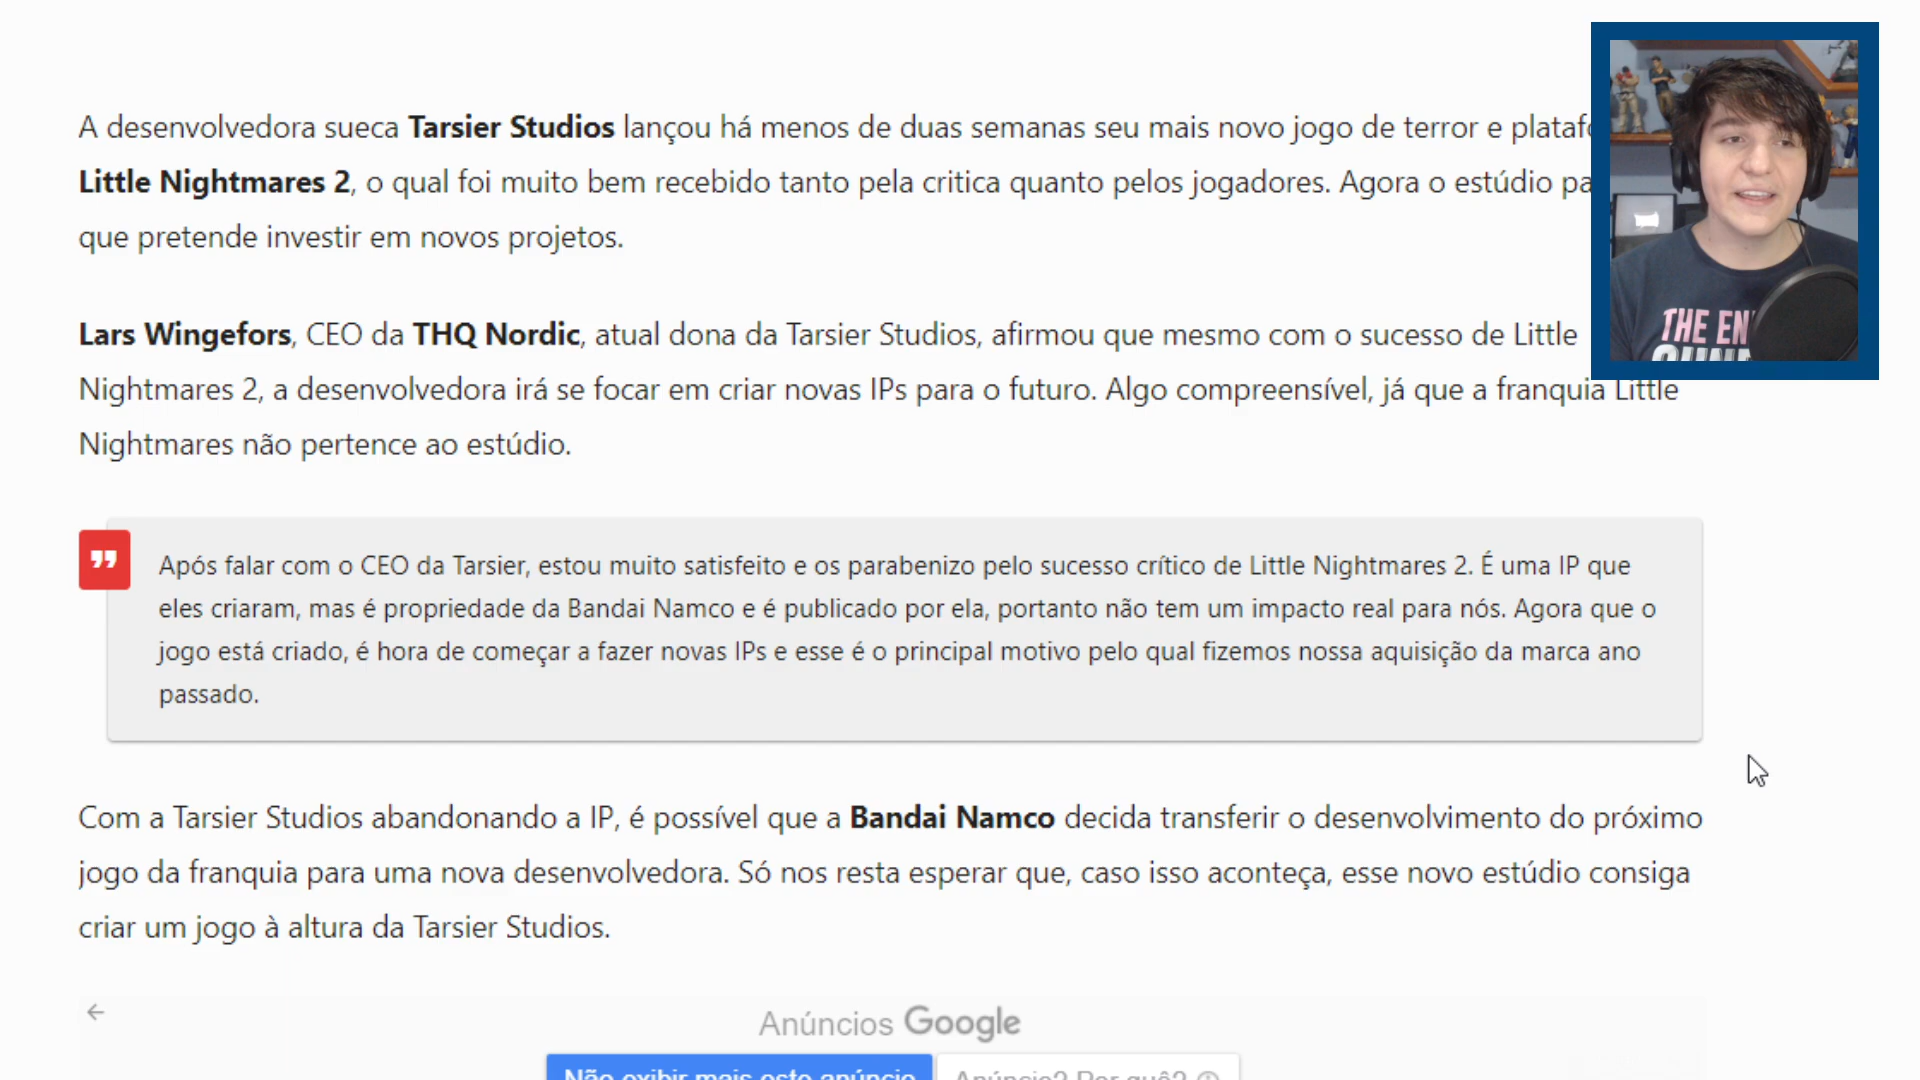 A desenvolvedora sueca Tarsier Studios lançou há menos de duas semanas seu mais novo jogo de terror e
Little Nightmares 2, o qual foi muito bem recebido tanto pela critica quanto pelos jogadores. Agora o estúdio
que pretende investir em novos projetos.
Lars Wingefors, CEO da THQ Nordic, atual dona da Tarsier Studios, afirmou que mesmo com o sucesso de Little
Nightmares 2, a desenvolvedora irá se focar em criar novas IPs para o futuro. Algo compreensível, já que a franquia Little
Nightmares não pertence ao estúdio.
Após falar com o CEO da Tarsier, estou muito satisfeito e os parabenizo pelo sucesso crítico de Little Nightmares 2. É uma IP que
eles criaram, mas é propriedade da Bandai Namco e é publicado por ela, portanto não tem um impacto real para nós. Agora que o
jogo está criado, é hora de começar a fazer novas IPs e esse é o principal motivo pelo qual fizemos nossa aquisição da marca ano
passado.
Com a Tarsier Studios abandonando a IP, é possível que a Bandai Namco decida transferir o desenvolvimento do próximo
jogo da franquia para uma nova desenvolvedora. Só nos resta esperar que, caso isso aconteça, esse novo estúdio consiga
criar um jogo à altura da Tarsier Studios.
Anúncios Google
Não exibir mais este anúncio
Anúncio? Por quê?
THE